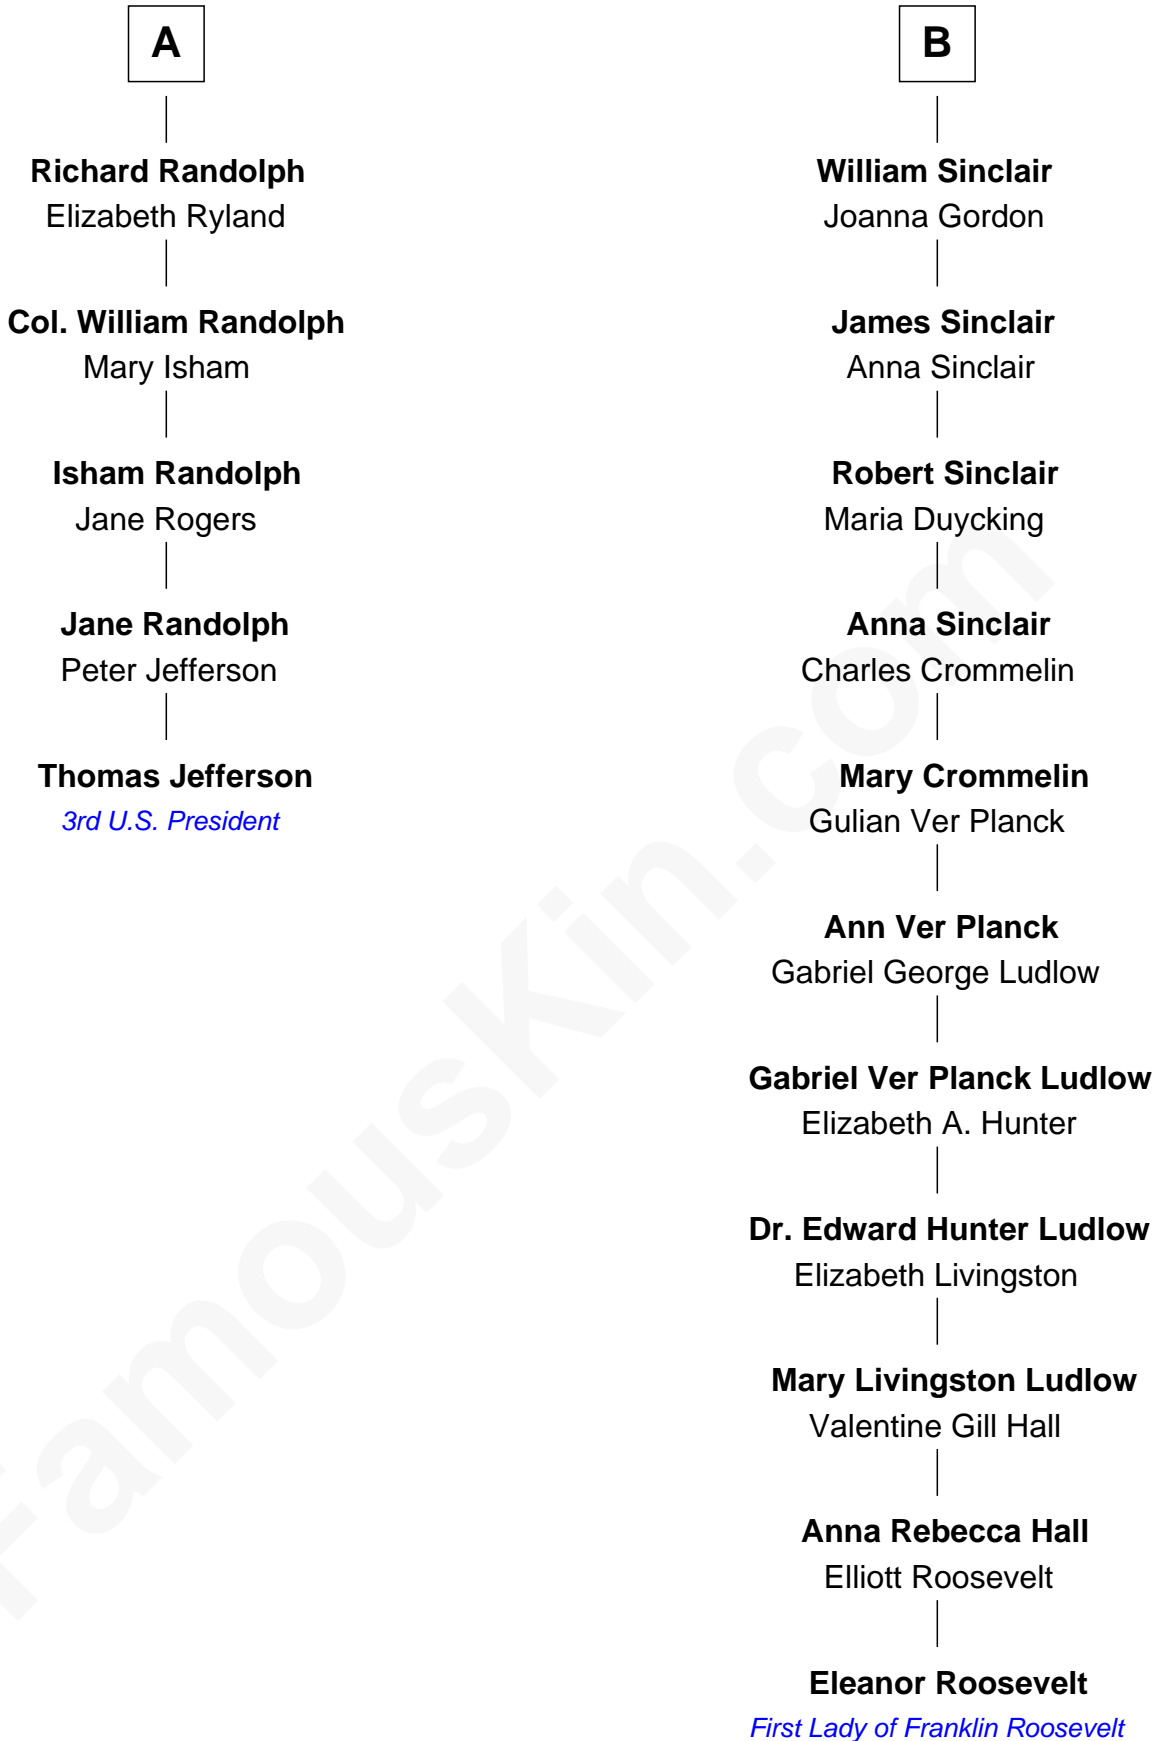 A
Richard Randolph
Elizabeth Ryland
Col. William Randolph
Mary Isham
Isham Randolph
Jane Rogers
Jane Randolph
Peter Jefferson
Thomas Jefferson
3rd U.S. President
B
William Sinclair
Joanna Gordon
James Sinclair
Anna Sinclair
Robert Sinclair
Maria Duycking
Anna Sinclair
Charles Crommelin
Mary Crommelin
Gulian Ver Planck
Ann Ver Planck
Gabriel George Ludlow
Gabriel Ver Planck Ludlow
Elizabeth A. Hunter
Dr. Edward Hunter Ludlow
Elizabeth Livingston
Mary Livingston Ludlow
Valentine Gill Hall
Anna Rebecca Hall
Elliott Roosevelt
Eleanor Roosevelt
First Lady of Franklin Roosevelt
FamousKin.com